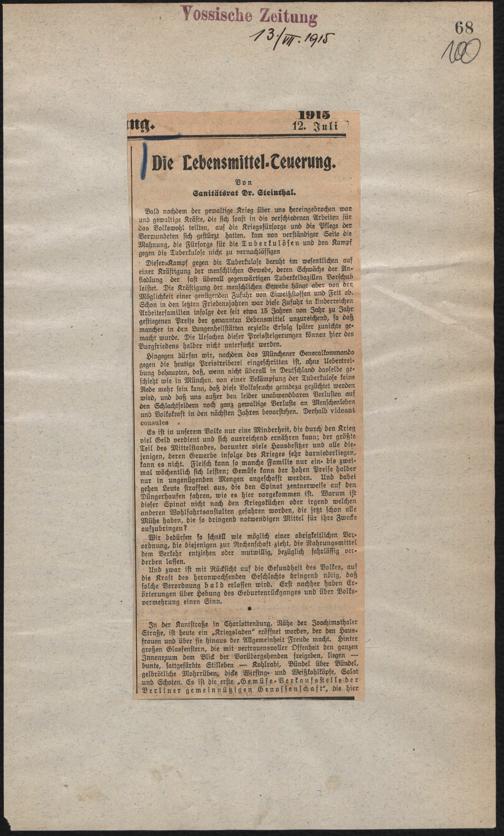 Vossische Zeitung
13/VII. 1915
68
100
ng.
1915
12. Juli
Die Lebensmittel-Teuerung.
Von
Sanitätsrat Dr. Steinthal.
Bald nachdem der gewaltige Krieg über uns hereingebrochen war
und gewaltige Kräfte, die sich sonst in die verschiedenen Arbeiten für
das Volkswohl teilten, auf die Kriegsfürsorge und die Pflege der
Verwundeten sich gestürzt hatten, kam von verständiger Seite die
Mahnung, die Fürsorge für die Tuberkulösen und den Kampf
gegen die Tuberkulose nicht zu vernachlässigen
Dieser Kampf gegen die Tuberkulose beruht im wesentlichen auf
einer Kräftigung der menschlichen Gewebe, deren Schwäche der An-
siedlung der fast überall gegenwärtigen Tuberkelbazillen Vorschub
leistet. Die Kräftigung der menschlichen Gewebe hängt aber von der
Möglichkeit einer genügenden Zufuhr von Eiweißstoffen und Fett ab.
Schon in den letzten Friedensjahren war diese Zufuhr in kinderreichen
Arbeiterfamilien infolge der seit etwa 15 Jahren von Jahr zu Jahr
gestiegenen Preise der genannten Lebensmittel unzureichend, so daß
mancher in den Lungenheilstätten erzielte Erfolg später zunichte ge-
macht wurde. Die Ursachen dieser Preissteigerungen können hier des
Burgfriedens halber nicht untersucht werden.
Hingegen dürfen wir, nachdem das Münchener Generalkommando
gegen die heutige Preistreiberei eingeschritten ist, ohne Uebertrei-
bung behaupten, daß, wenn nicht überall in Deutschland dasselbe ge-
schieht wie in München, von einer Bekämpfung der Tuberkulose keine
Rede mehr sein kann, daß diese Volksseuche geradezu gezüchtet werden
wird, und daß uns außer den leider unabwendbaren Verlusten auf
den Schlachtfeldern noch ganz gewaltige Verluste an Menschenleben
und Volkskraft in den nächsten Jahren bevorstehen. Derhalb videant
consules
Es ist in unserem Volke nur eine Minderheit, die durch den Krieg
viel Geld verdient und sich ausreichend ernähren kann; der größte
Teil des Mittelstandes, darunter viele Hausbesitzer und alle die-
jenigen, deren Gewerbe infolge des Krieges sehr darniederliegen,
kann es nicht. Fleisch kann so manche Familie nur ein- bis zwei-
mal wöchentlich sich leisten; Gemüse kann der hohen Preise halber
nur in ungenügenden Mengen angeschafft werden. Und dabei
gehen Leute straffrei aus, die den Spinat zentnerweise auf den
Düngerhaufen fahren, wie es hier vorgekommen ist. Warum ist
dieser Spinat nicht nach den Kriegsküchen oder irgend welchen
anderen Wohlfahrtsanstalten gefahren worden, die jetzt schon alle
Mühe haben, die so dringend notwendigen Mittel für ihre Zwecke
aufzubringen?
Wir bedürfen so schnell wie möglich einer obrigkeitlichen Ver-
ordnung, die diejenigen zur Rechenschaft zieht, die Nahrungsmittel
dem Verkehr entziehen oder mutwillig, bezüglich fahrlässig ver-
derben lassen.
Und zwar ist mit Rücksicht auf die Gesundheit des Volkes, auf
die Kraft des heranwachsenden Geschlechts dringend nötig, daß
solche Verordnung bald erlassen wird. Erst nachher haben Er-
örterungen über Hebung des Geburtenrückganges und über Volks-
vermehrung einen Sinn.
*
In der Kantstraße in Charlottenburg, Nähe der Joachimsthaler
Straße, ist heute ein „Kriegsladen" eröffnet worden, der den Haus-
frauen und über sie hinaus der Allgemeinheit Freude macht. Hinter
großen Glasfenstern, die mit vertrauensvoller Offenheit den ganzen
Innenraum dem Blick der Vorübergehenden freigeben, liegen —
bunte, sattgefärbte Stilleben — Kohlrabi, Bündel über Bündel,
gelbrötliche Mohrrüben, dicke Wirsing- und Weißkohlköpfe, Salat
und Schoten. Es ist die erste „Gemüse-Verkaufsstelle der
Berliner gemeinnützigen Genossenschaft", die hier